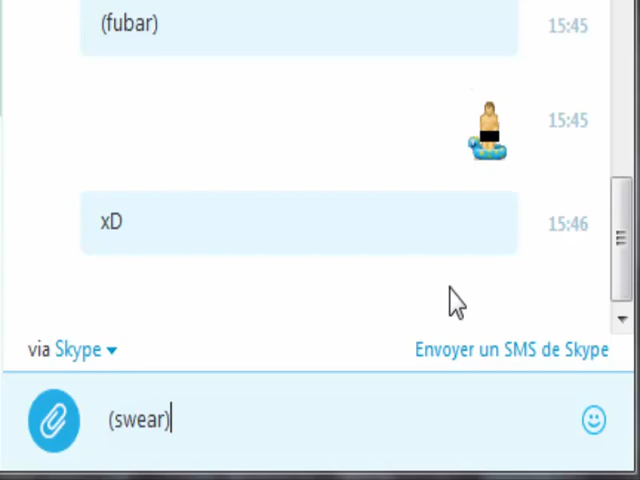 (fubar)
15:45
15:45
xD
15:46
via Skype
Envoyer un SMS de Skype
(swear)